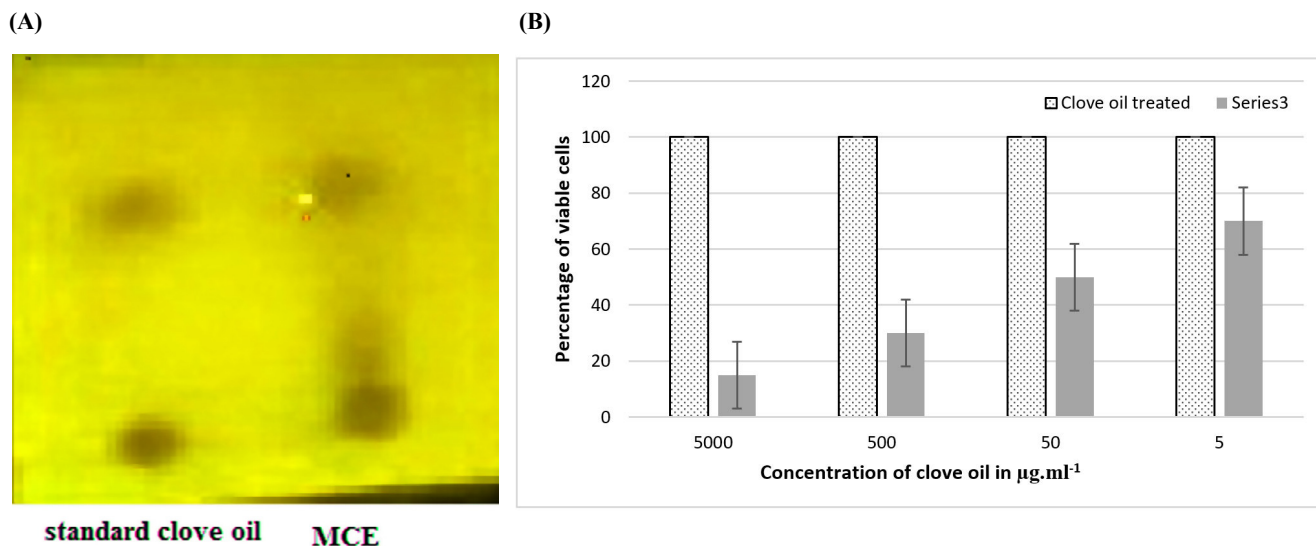 (A)
(B)
standard clove oil
MCE
120
100
80
60
40
20
0
Percentage of viable cells
Clove oil treated
Series3
5000
500
50
5
Concentration of clove oil in µg.ml⁻¹